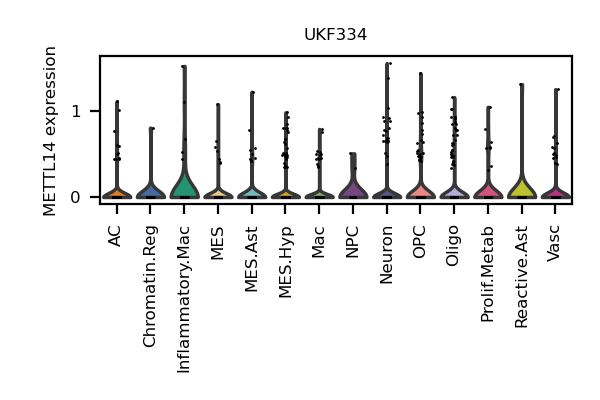 UKF334
METTL14 expression
1
0
AC
Chromatin.Reg
Inflammatory.Mac
MES
MES.Ast
MES.Hyp
Mac
NPC
Neuron
OPC
Oligo
Prolif.Metab
Reactive.Ast
Vasc